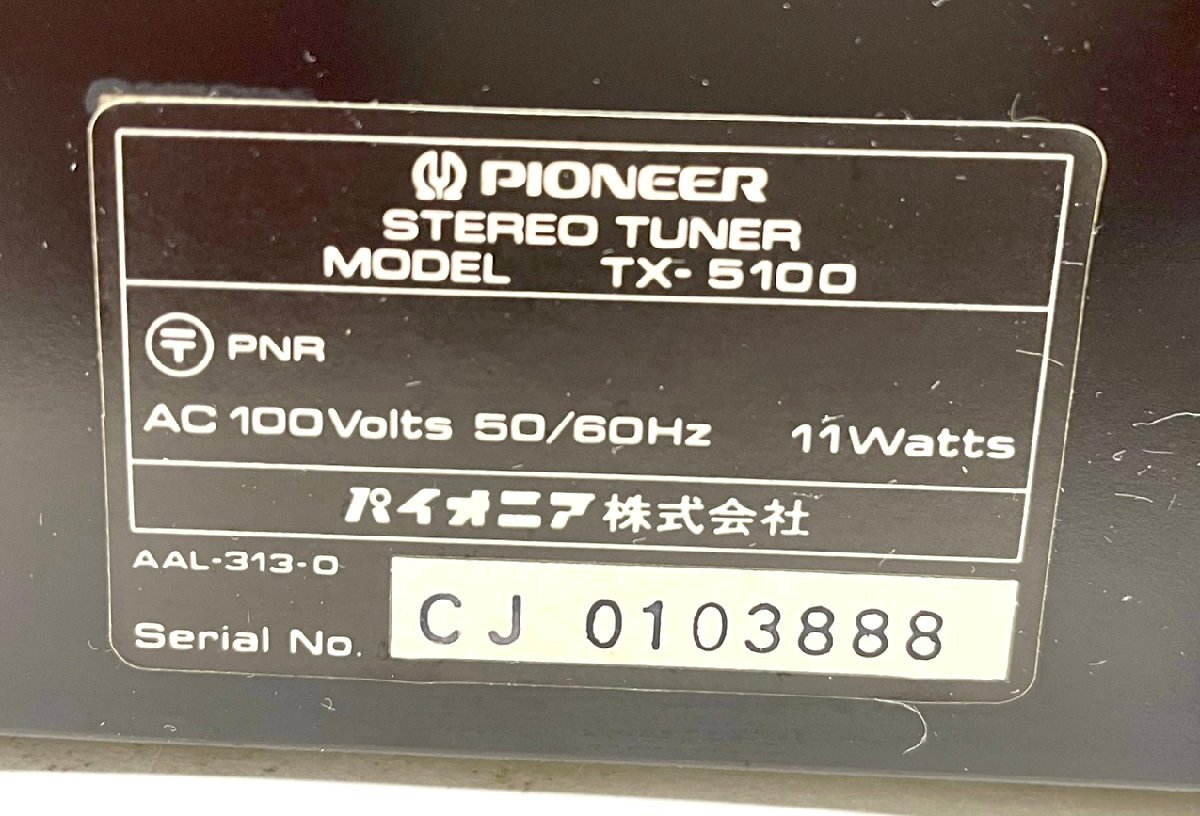 PIONEER
STEREO TUNER
MODEL TX-5100
〒 PNR
AC 100Volts 50/60Hz 11Watts
パイオニア株式会社
AAL-313-0
Serial No. CJ 0103888